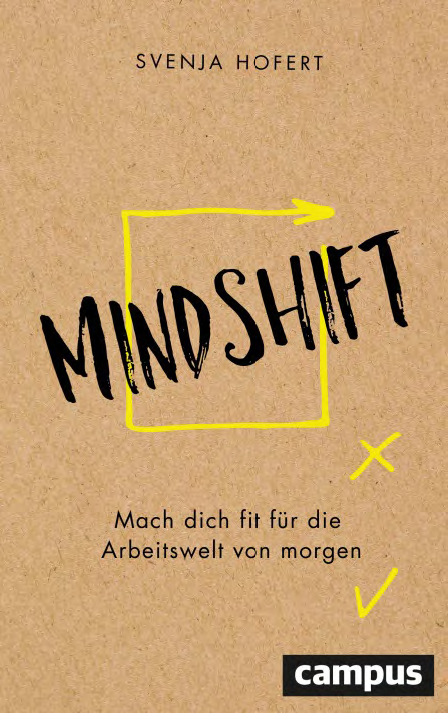 SVENJA HOFERT
MINDSHIFT
Mach dich fit für die
Arbeitswelt von morgen
campus